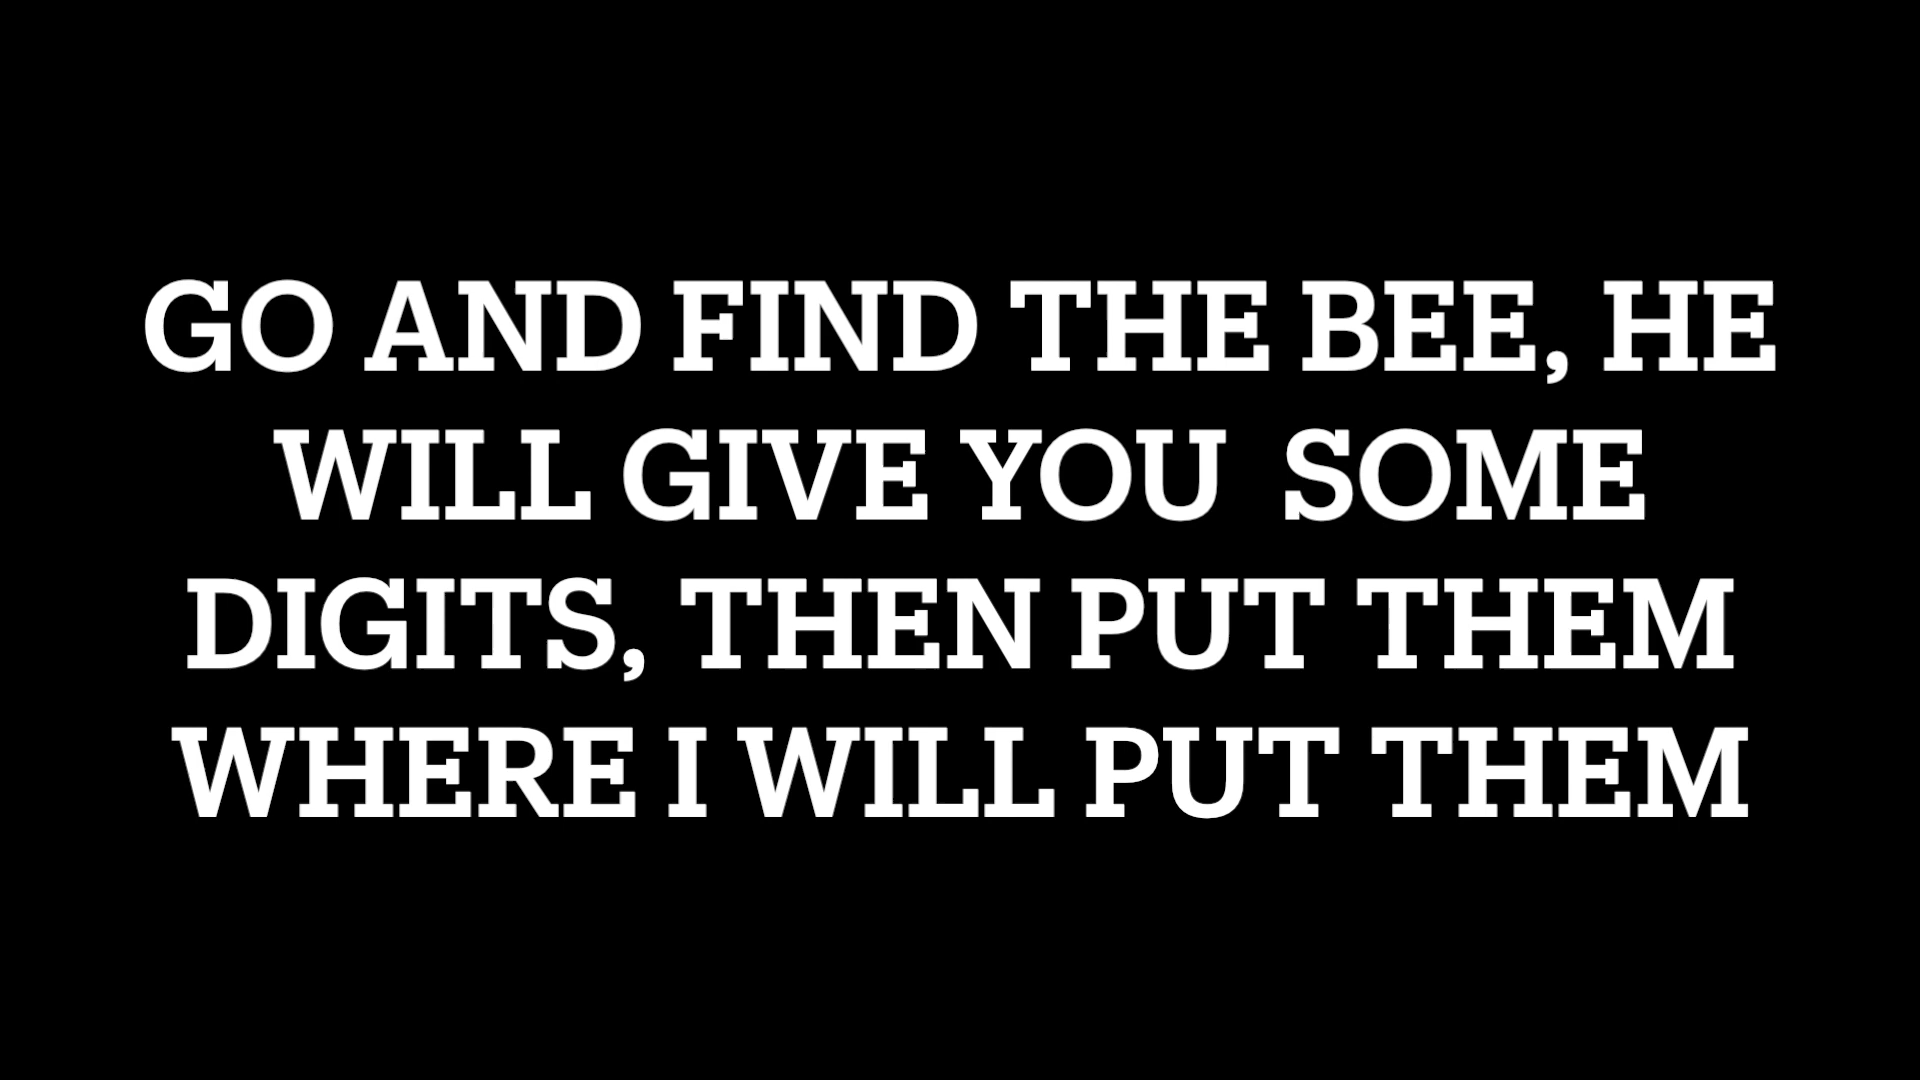 GO AND FIND THE BEE, HE
WILL GIVE YOU  SOME
DIGITS, THEN PUT THEM
WHERE I WILL PUT THEM